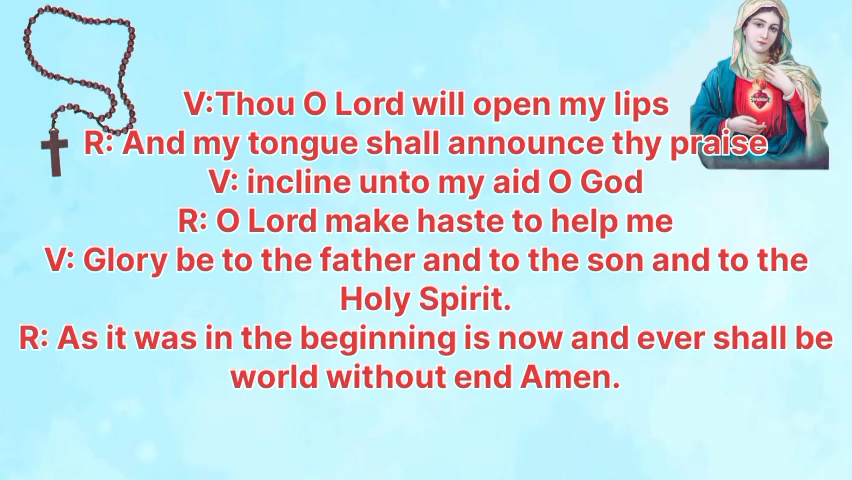 V:Thou O Lord will open my lips
R: And my tongue shall announce thy praise
V: incline unto my aid O God
R: O Lord make haste to help me
V: Glory be to the father and to the son and to the
Holy Spirit.
R: As it was in the beginning is now and ever shall be
world without end Amen.